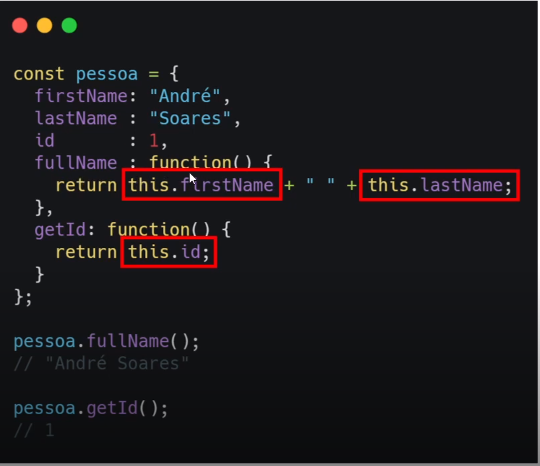 const pessoa = {
  firstName: "André",
  lastName : "Soares",
  id       : 1,
  fullName : function() {
    return this.firstName + " " + this.lastName;
  },
  getId: function() {
    return this.id;
  }
};
pessoa.fullName();
// "André Soares"
pessoa.getId();
// 1